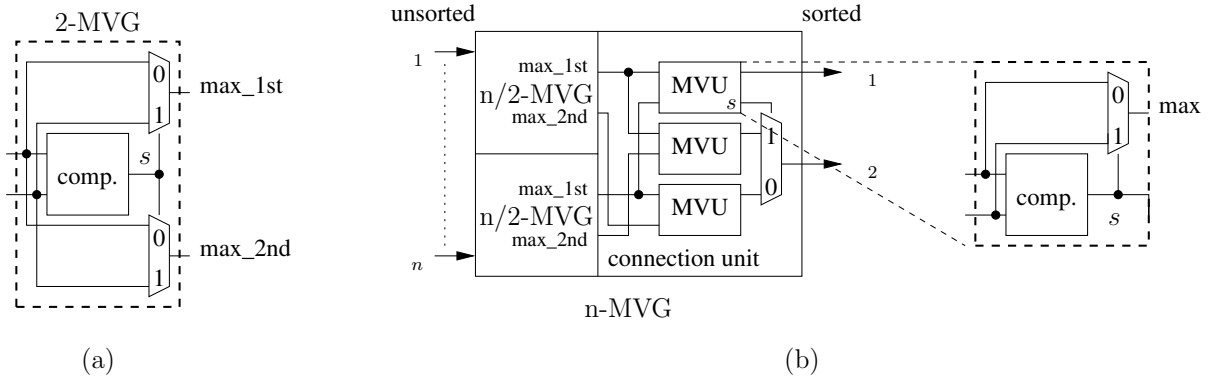 2-MVG
0
1
max_1st
comp.
s
0
1
max_2nd
(a)
unsorted
sorted
1
n
max_1st
n/2-MVG
max_2nd
max_1st
n/2-MVG
max_2nd
MVU
s
MVU
MVU
1
0
connection unit
1
2
n-MVG
0
1
max
comp.
s
(b)